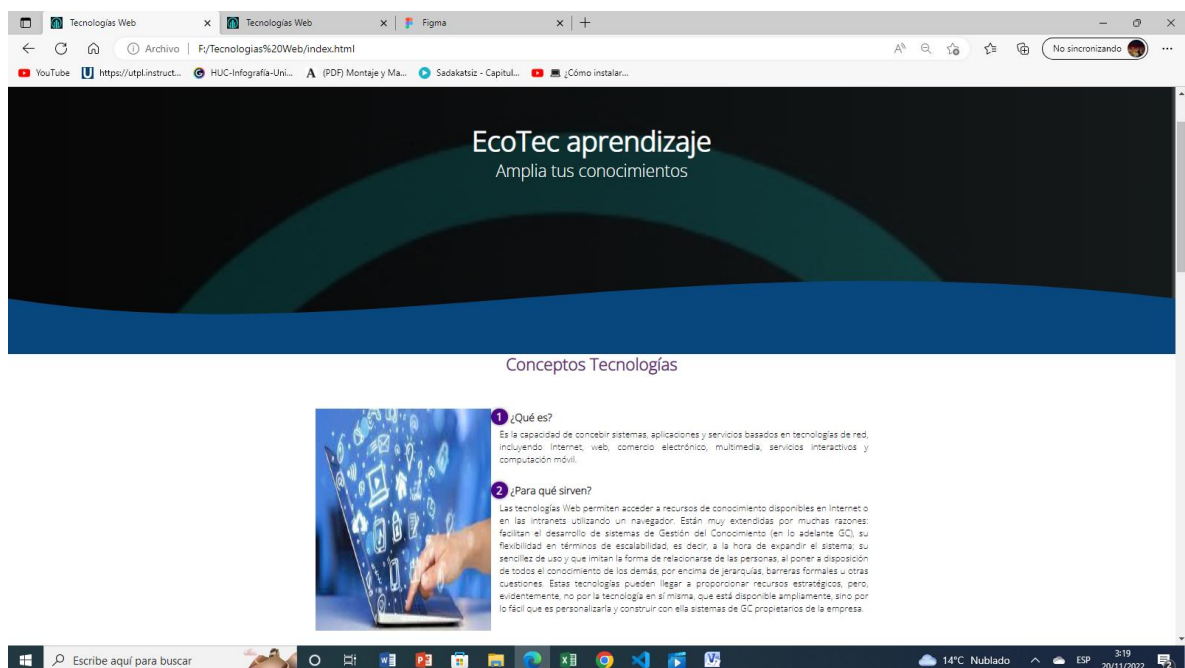 Tecnologías Web
Tecnologías Web
Figma
Archivo F:/Tecnologias%20Web/index.html
No sincronizando
YouTube
https://utpl.instruct...
HUC-Infografía-Uni...
(PDF) Montaje y Ma...
Sadakatsiz - Capitul...
¿Cómo instalar...
EcoTec aprendizaje
Amplia tus conocimientos
Conceptos Tecnologías
1 ¿Qué es?
Es la capacidad de concebir sistemas, aplicaciones y servicios basados en tecnologías de red,
incluyendo Internet, web, comercio electrónico, multimedia, servicios interactivos y
computación móvil.
2 ¿Para qué sirven?
Las tecnologías Web permiten acceder a recursos de conocimiento disponibles en Internet o
en las intranets utilizando un navegador. Están muy extendidas por muchas razones:
facilitan el desarrollo de sistemas de Gestión del Conocimiento (en lo adelante GC), su
flexibilidad en términos de escalabilidad, es decir, a la hora de expandir el sistema; su
sencillez de uso y que imitan la forma de relacionarse de las personas, al poner a disposición
de todos el conocimiento de los demás, por encima de jerarquías, barreras formales u otras
cuestiones. Estas tecnologías pueden llegar a proporcionar recursos estratégicos, pero,
evidentemente, no por la tecnología en sí misma, que está disponible ampliamente, sino por
lo fácil que es personalizarla y construir con ella sistemas de GC propietarios de la empresa.
Escribe aquí para buscar
14°C Nublado
ESP
3:19
20/11/2022